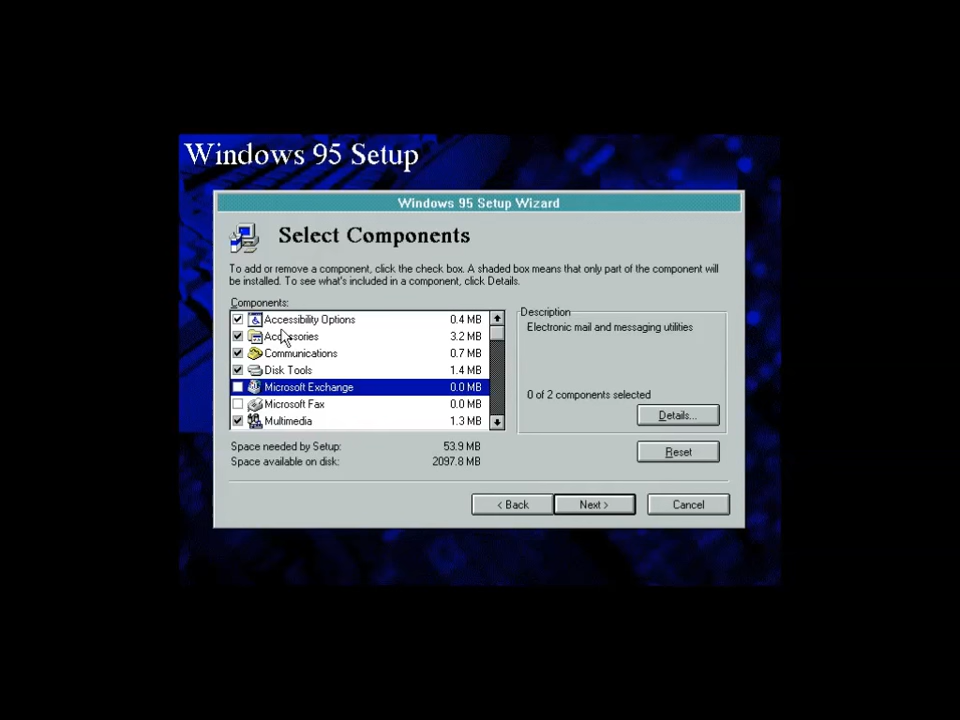 Windows 95 Setup
Windows 95 Setup Wizard
Select Components
To add or remove a component, click the check box. A shaded box means that only part of the component will
be installed. To see what's included in a component, click Details.
Components:
Accessibility Options 0.4 MB
Accessories 3.2 MB
Communications 0.7 MB
Disk Tools 1.4 MB
Microsoft Exchange 0.0 MB
Microsoft Fax 0.0 MB
Multimedia 1.3 MB
Description
Electronic mail and messaging utilities
0 of 2 components selected
Details...
Space needed by Setup: 53.9 MB
Space available on disk: 2097.8 MB
Reset
< Back
Next >
Cancel